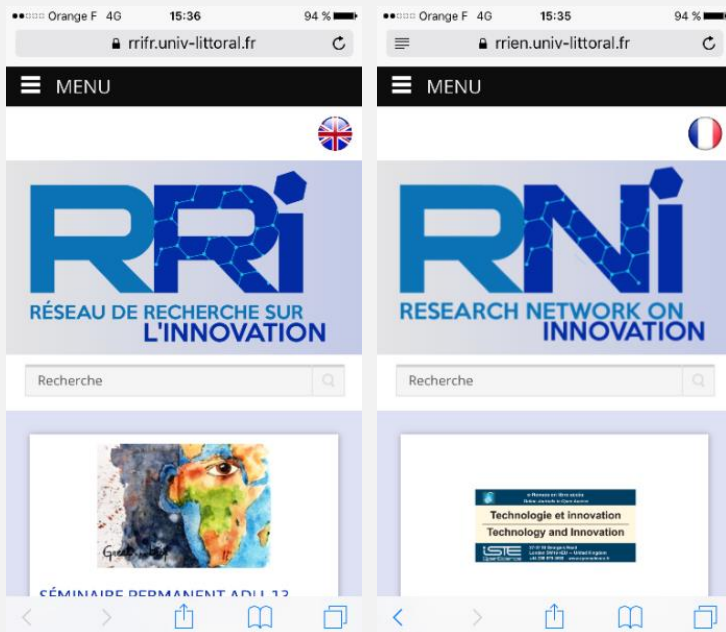 Orange F 4G 15:36 94 %
rrifr.univ-littoral.fr
MENU
RRi
RÉSEAU DE RECHERCHE SUR
L'INNOVATION
Recherche
SÉMINAIRE PERMANENT
Orange F 4G 15:35 94 %
rrien.univ-littoral.fr
MENU
RNi
RESEARCH NETWORK ON
INNOVATION
Recherche
Technologie et innovation
Technology and Innovation
ISTE